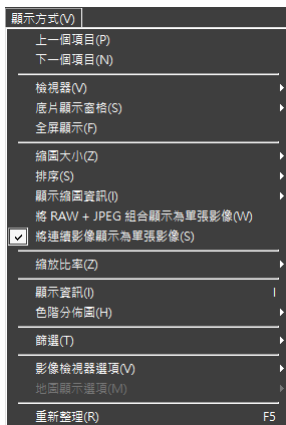 顯示方式(V)
上一個項目(P)
下一個項目(N)
檢視器(V)
底片顯示窗格(S)
全屏顯示(F)
縮圖大小(Z)
排序(S)
顯示縮圖資訊(I)
將 RAW + JPEG 組合顯示為單張影像(W)
將連續影像顯示為單張影像(S)
縮放比率(Z)
顯示資訊(I) I
色階分佈圖(H)
篩選(T)
影像檢視器選項(V)
地圖顯示選項(M)
重新整理(R) F5